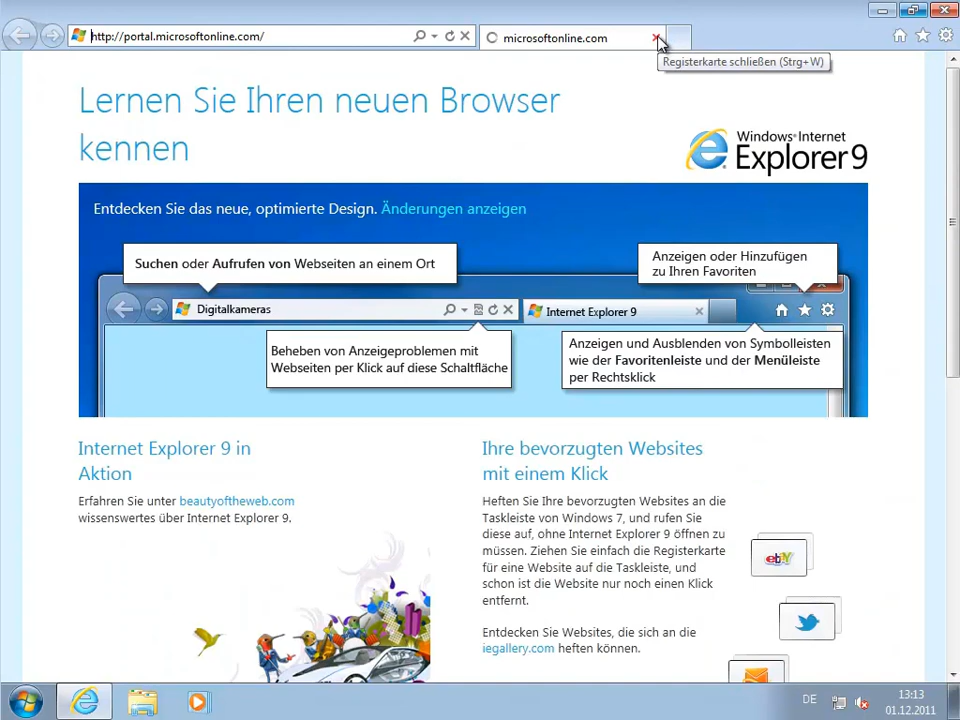 http://portal.microsoftonline.com/
microsoftonline.com
Registerkarte schließen (Strg+W)
Lernen Sie Ihren neuen Browser
kennen
Windows Internet
Explorer 9
Entdecken Sie das neue, optimierte Design. Änderungen anzeigen
Suchen oder Aufrufen von Webseiten an einem Ort
Anzeigen oder Hinzufügen
zu Ihren Favoriten
Digitalkameras
Internet Explorer 9
Beheben von Anzeigeproblemen mit
Webseiten per Klick auf diese Schaltfläche
Anzeigen und Ausblenden von Symbolleisten
wie der Favoritenleiste und der Menüleiste
per Rechtsklick
Internet Explorer 9 in
Aktion
Erfahren Sie unter beautyoftheweb.com
wissenswertes über Internet Explorer 9.
Ihre bevorzugten Websites
mit einem Klick
Heften Sie Ihre bevorzugten Websites an die
Taskleiste von Windows 7, und rufen Sie
diese auf, ohne Internet Explorer 9 öffnen zu
müssen. Ziehen Sie einfach die Registerkarte
für eine Website auf die Taskleiste, und
schon ist die Website nur noch einen Klick
entfernt.
ebY
Entdecken Sie Websites, die sich an die
iegallery.com heften können.
DE
13:13
01.12.2011